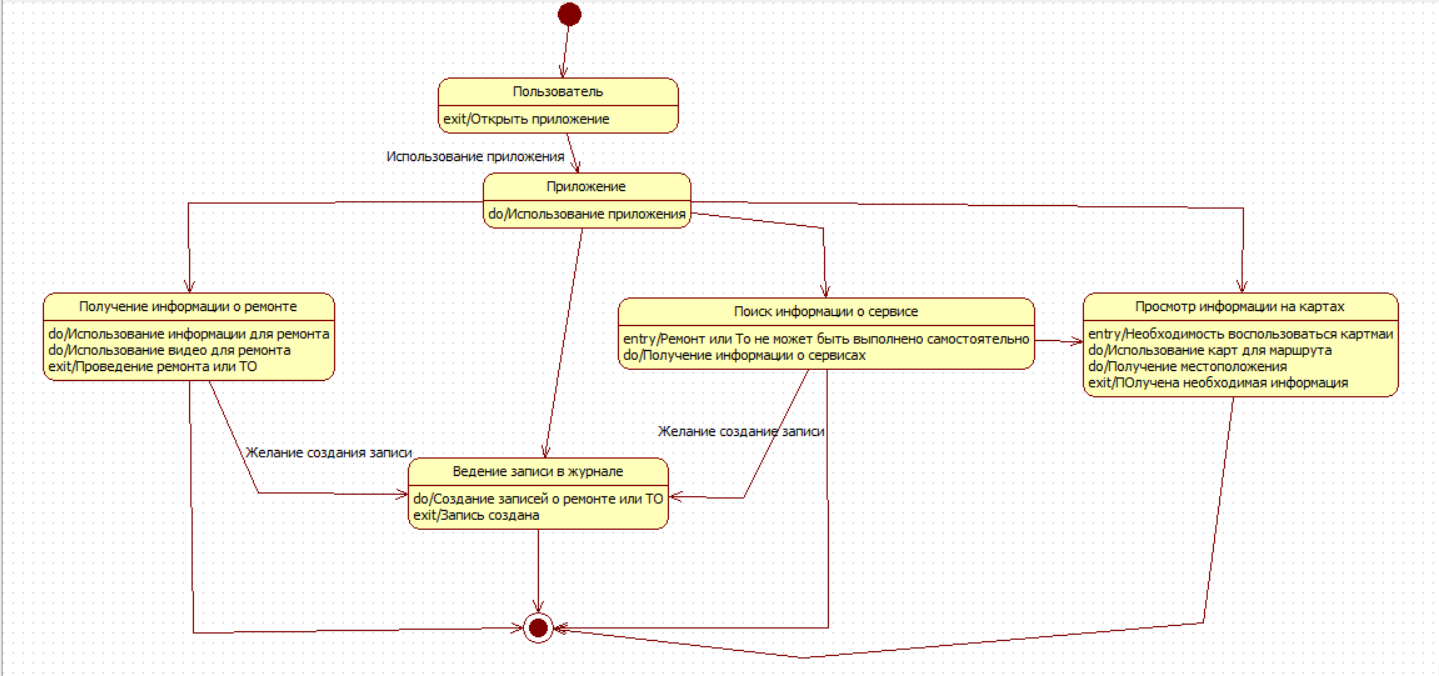 Пользователь
exit/Открыть приложение
Использование приложения
Приложение
do/Использование приложения
Получение информации о ремонте
do/Использование информации для ремонта
do/Использование видео для ремонта
exit/Проведение ремонта или ТО
Поиск информации о сервисе
entry/Ремонт или То не может быть выполнено самостоятельно
do/Получение информации о сервисах
Просмотр информации на картах
entry/Необходимость воспользоваться картмаи
do/Использование карт для маршрута
do/Получение местоположения
exit/ПОлучена необходимая информация
Желание создания записи
Желание создание записи
Ведение записи в журнале
do/Создание записей о ремонте или ТО
exit/Запись создана